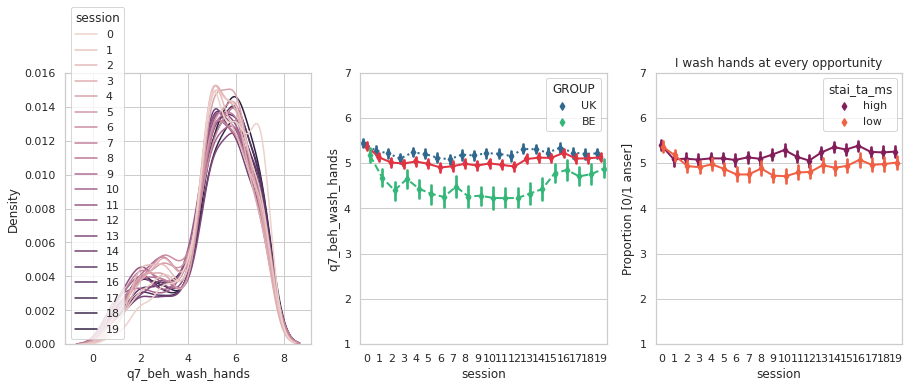 session
0
1
2
3
4
5
6
7
8
9
10
11
12
13
14
15
16
17
18
19
0.016
0.014
0.012
0.010
0.008
0.006
0.004
0.002
0.000
Density
0 2 4 6 8
q7_beh_wash_hands
7
6
5
4
3
2
1
q7_beh_wash_hands
GROUP
UK
BE
0 1 2 3 4 5 6 7 8 9 10 11 12 13 14 15 16 17 18 19
session
I wash hands at every opportunity
7
6
5
4
3
2
1
Proportion [0/1 anser]
stai_ta_ms
high
low
0 1 2 3 4 5 6 7 8 9 10 11 12 13 14 15 16 17 18 19
session